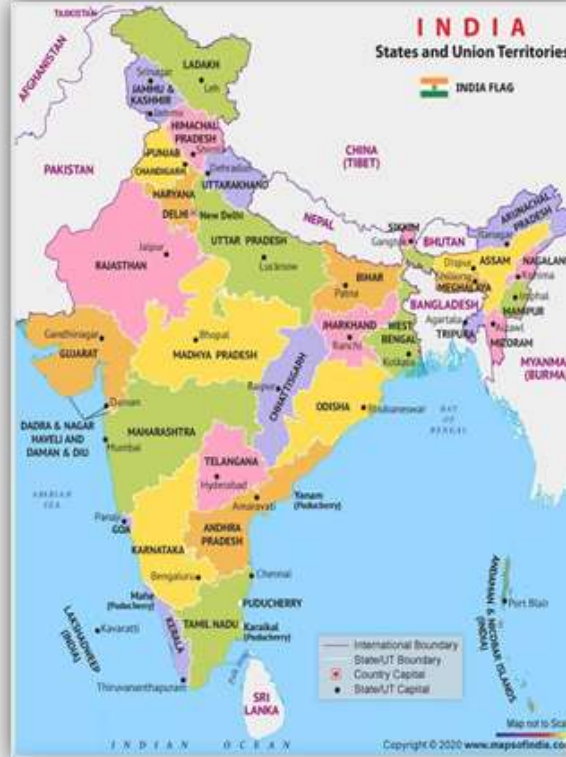 INDIA
States and Union Territories
INDIA FLAG
TAJIKISTAN
AFGHANISTAN
PAKISTAN
CHINA
(TIBET)
NEPAL
BHUTAN
BANGLADESH
MYANMAR
(BURMA)
SRI
LANKA
LADAKH
Leh
Srinagar
JAMMU &
KASHMIR
Jammu
HIMACHAL
PRADESH
Shimla
PUNJAB
CHANDIGARH
Dehradun
UTTARAKHAND
HARYANA
DELHI
New Delhi
UTTAR PRADESH
Lucknow
Jaipur
RAJASTHAN
BIHAR
Patna
SIKKIM
Gangtok
ARUNACHAL
PRADESH
Itanagar
ASSAM
Dispur
NAGALAND
Kohima
Shillong
MEGHALAYA
Imphal
MANIPUR
Agartala
TRIPURA
Aizawl
MIZORAM
JHARKHAND
Ranchi
WEST
BENGAL
Kolkata
Gandhinagar
GUJARAT
Bhopal
MADHYA PRADESH
Raipur
CHHATTISGARH
ODISHA
Bhubaneswar
BAY
OF
BENGAL
Daman
DADRA & NAGAR
HAVELI AND
DAMAN & DIU
Mumbai
MAHARASHTRA
TELANGANA
Hyderabad
Amaravati
Yanam
(Puducherry)
ANDHRA
PRADESH
ARABIAN
SEA
Panaji
GOA
KARNATAKA
Bengaluru
Chennai
Mahe
(Puducherry)
PUDUCHERRY
TAMIL NADU
Karaikal
(Puducherry)
KERALA
Thiruvananthapuram
LAKSHADWEEP
(INDIA)
Kavaratti
ANDAMAN & NICOBAR ISLANDS
(INDIA)
Port Blair
International Boundary
State/UT Boundary
Country Capital
State/UT Capital
INDIAN OCEAN
Map not to Scale
Copyright © 2020 www.mapsofindia.com